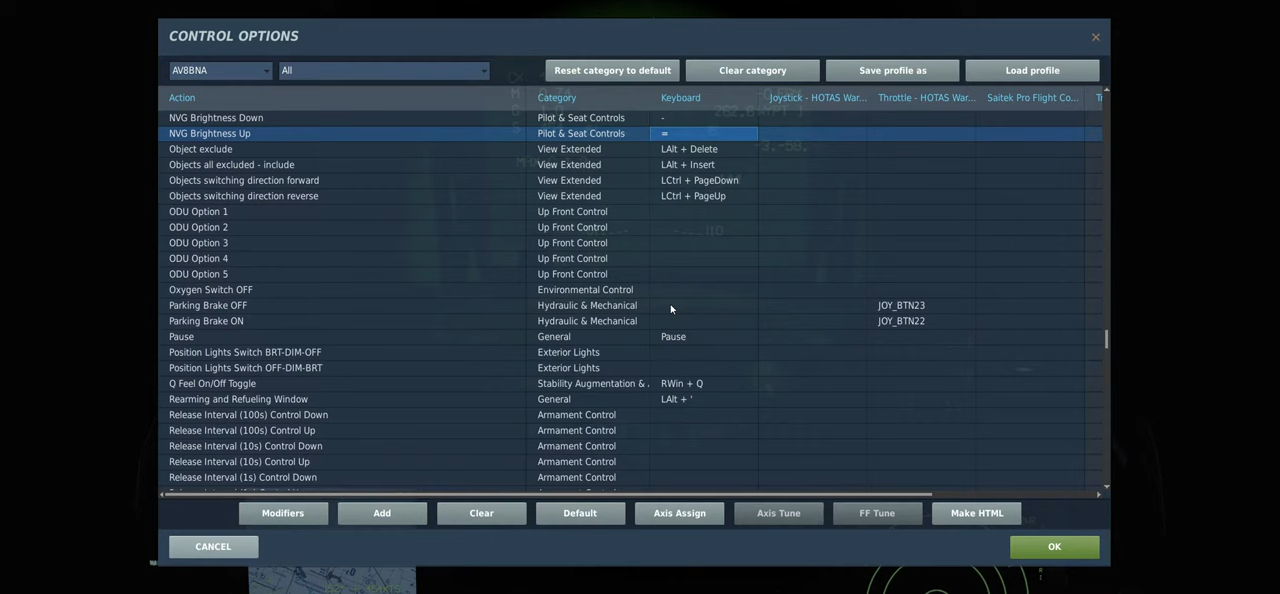 CONTROL OPTIONS
AV8BNA All Reset category to default Clear category Save profile as Load profile
Action Category Keyboard Joystick - HOTAS War... Throttle - HOTAS War... Saitek Pro Flight Co...
NVG Brightness Down Pilot & Seat Controls -
NVG Brightness Up Pilot & Seat Controls =
Object exclude View Extended LAlt + Delete
Objects all excluded - include View Extended LAlt + Insert
Objects switching direction forward View Extended LCtrl + PageDown
Objects switching direction reverse View Extended LCtrl + PageUp
ODU Option 1 Up Front Control
ODU Option 2 Up Front Control
ODU Option 3 Up Front Control
ODU Option 4 Up Front Control
ODU Option 5 Up Front Control
Oxygen Switch OFF Environmental Control
Parking Brake OFF Hydraulic & Mechanical JOY_BTN23
Parking Brake ON Hydraulic & Mechanical JOY_BTN22
Pause General Pause
Position Lights Switch BRT-DIM-OFF Exterior Lights
Position Lights Switch OFF-DIM-BRT Exterior Lights
Q Feel On/Off Toggle Stability Augmentation & RWin + Q
Rearming and Refueling Window General LAlt + '
Release Interval (100s) Control Down Armament Control
Release Interval (100s) Control Up Armament Control
Release Interval (10s) Control Down Armament Control
Release Interval (10s) Control Up Armament Control
Release Interval (1s) Control Down Armament Control
Modifiers Add Clear Default Axis Assign Axis Tune FF Tune Make HTML
CANCEL OK